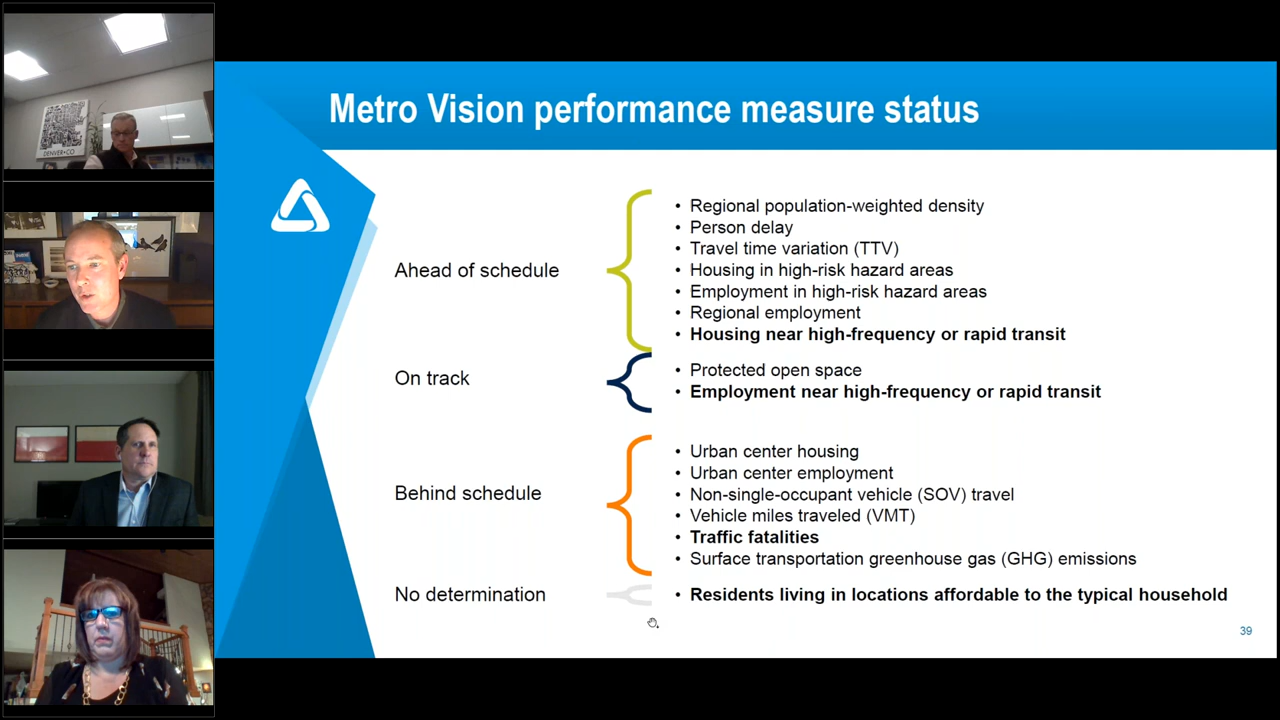 DENVER•CO
Metro Vision performance measure status
Ahead of schedule
• Regional population-weighted density
• Person delay
• Travel time variation (TTV)
• Housing in high-risk hazard areas
• Employment in high-risk hazard areas
• Regional employment
• Housing near high-frequency or rapid transit
On track
• Protected open space
• Employment near high-frequency or rapid transit
Behind schedule
• Urban center housing
• Urban center employment
• Non-single-occupant vehicle (SOV) travel
• Vehicle miles traveled (VMT)
• Traffic fatalities
• Surface transportation greenhouse gas (GHG) emissions
No determination
• Residents living in locations affordable to the typical household
39